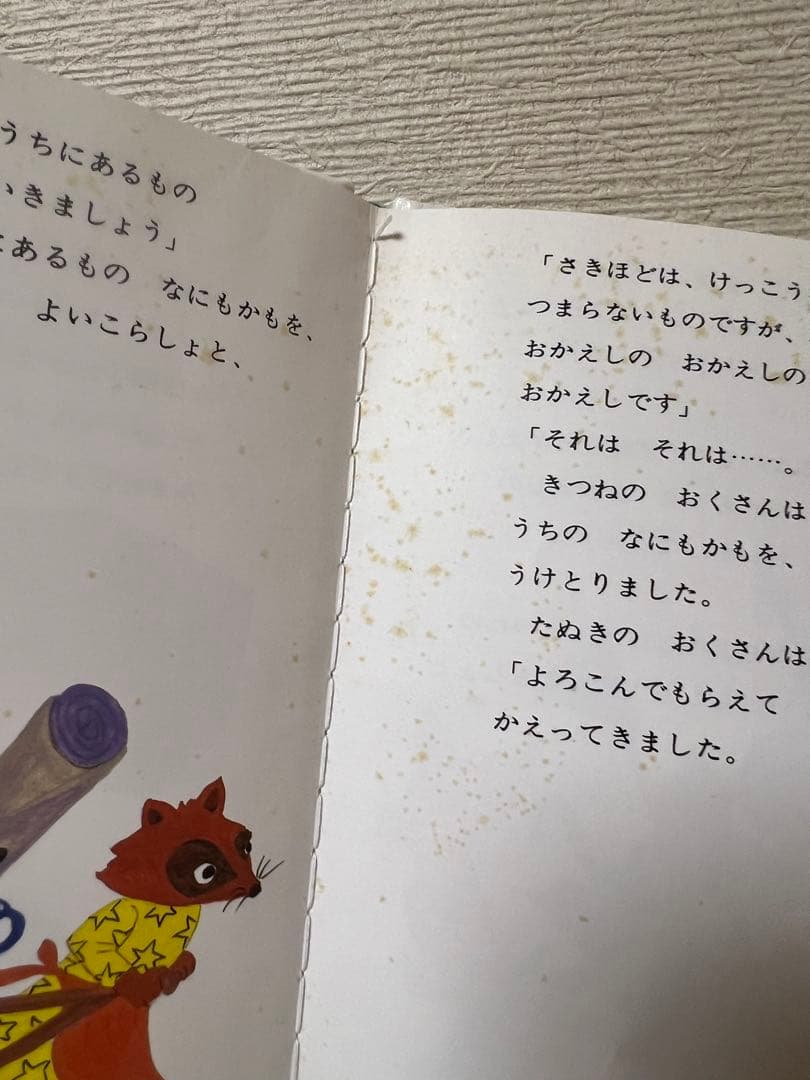 うちにあるもの
いきましょう」
にあるもの　なにもかもを、
よいこらしょと、
「さきほどは、けっこう
つまらないものですが、
おかえしの　おかえしの
おかえしです」
「それは　それは……。
きつねの　おくさんは
うちの　なにもかもを、
うけとりました。
たぬきの　おくさんは
「よろこんでもらえて
かえってきました。